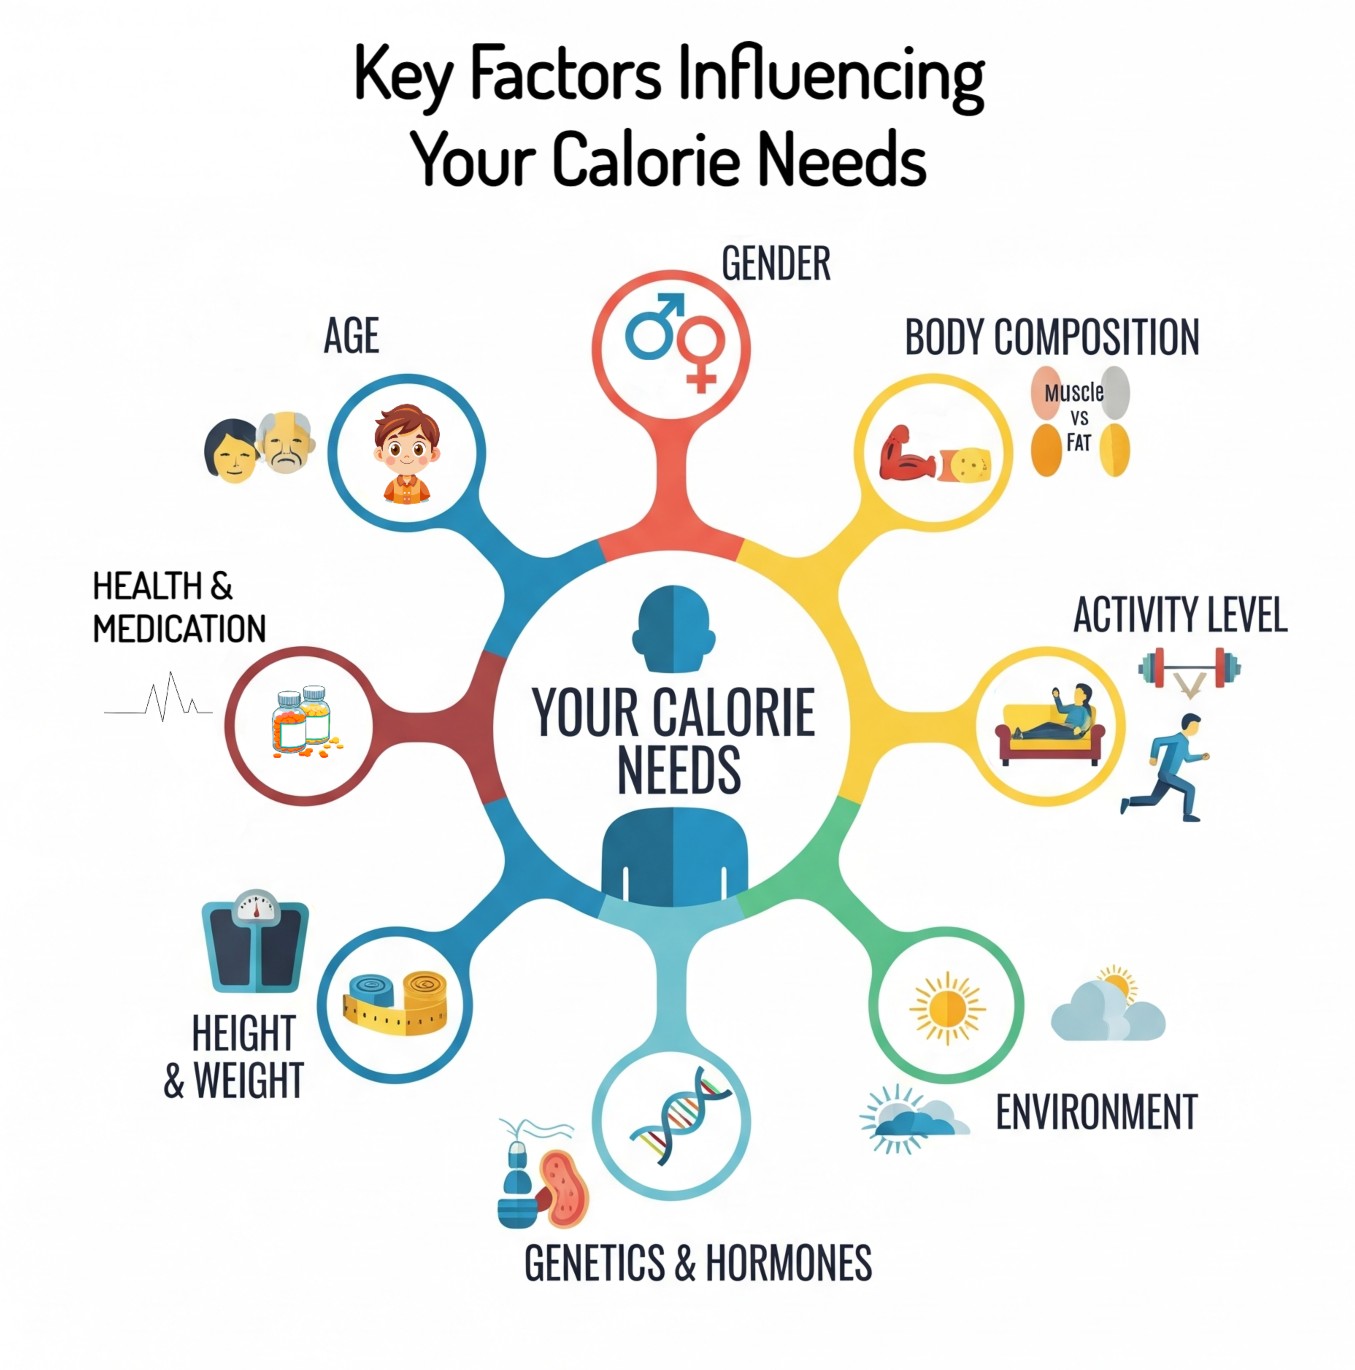 Key Factors Influencing
Your Calorie Needs
GENDER
AGE
BODY COMPOSITION
Muscle
VS
FAT
HEALTH &
MEDICATION
ACTIVITY LEVEL
YOUR CALORIE
NEEDS
HEIGHT
& WEIGHT
ENVIRONMENT
GENETICS & HORMONES